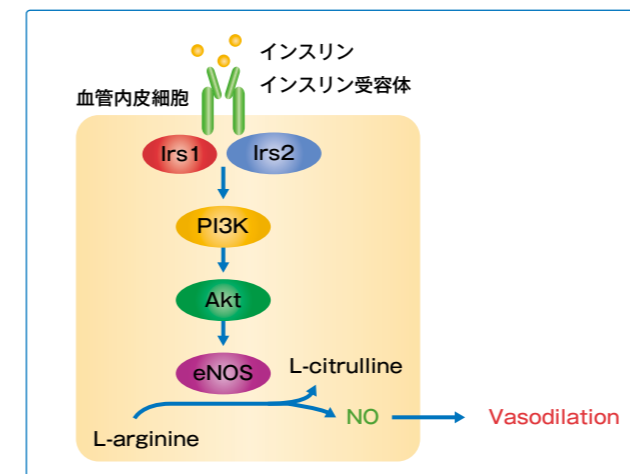 インスリン
インスリン受容体
血管内皮細胞
Irs1
Irs2
PI3K
Akt
eNOS
L-citrulline
NO
Vasodilation
L-arginine